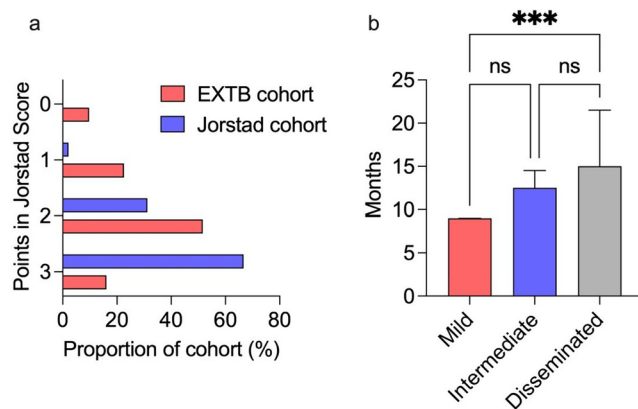 a
Points in Jorstad Score
0
1
2
3
EXTB cohort
Jorstad cohort
0 20 40 60 80
Proportion of cohort (%)
b
***
ns ns
Months
25
20
15
10
5
0
Mild
Intermediate
Disseminated